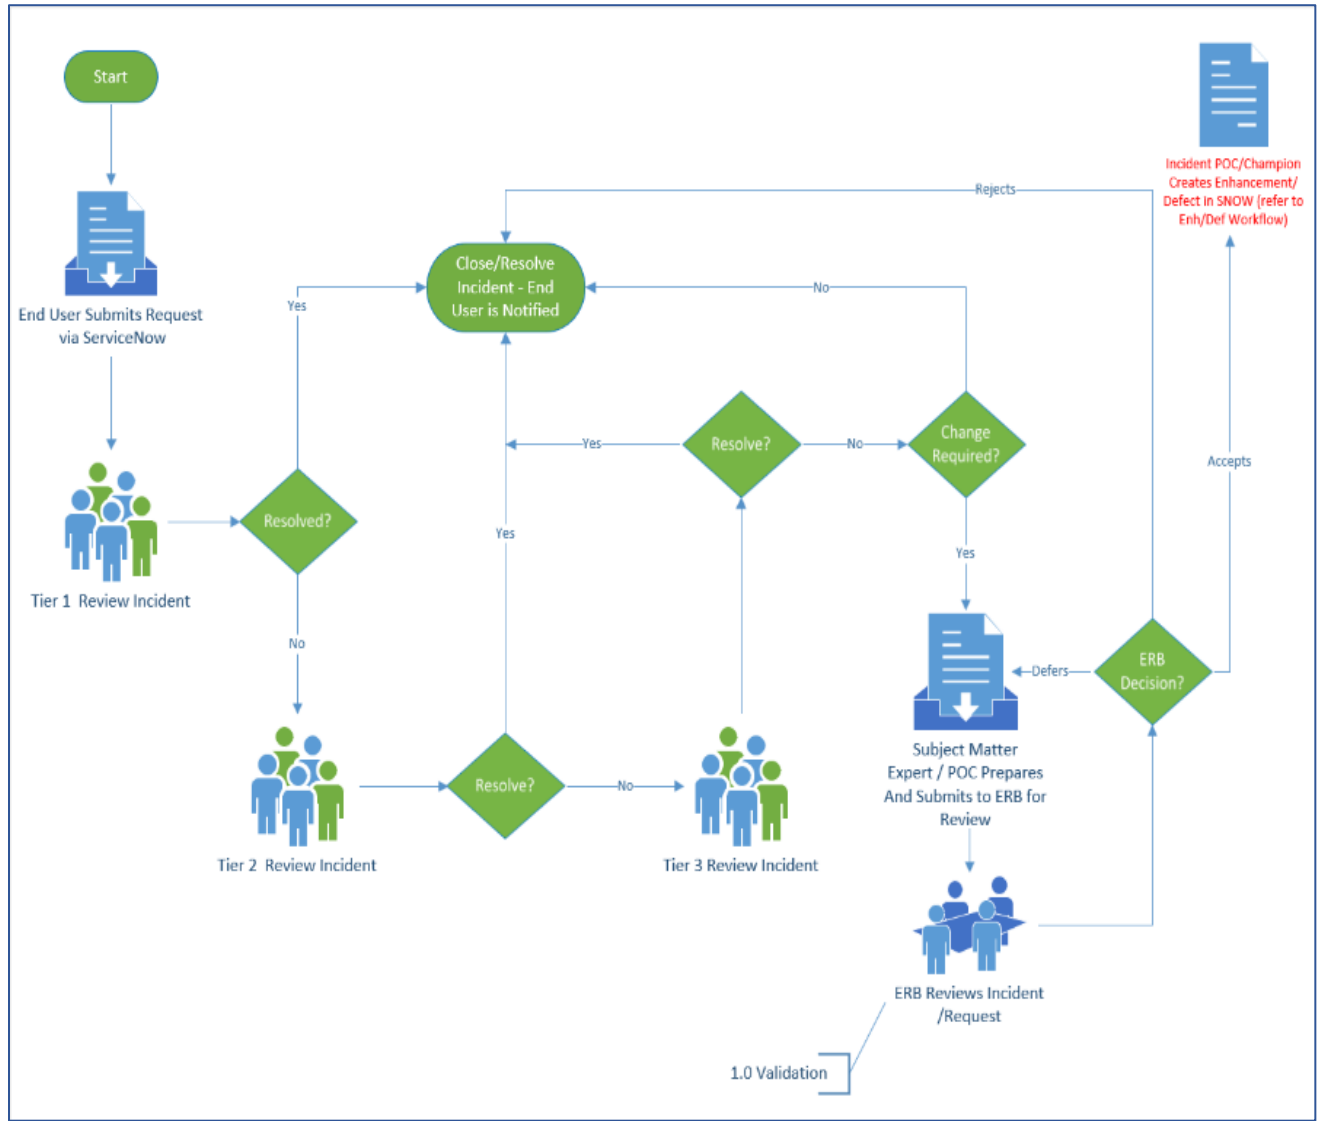 Start
End User Submits Request
via ServiceNow
Tier 1 Review Incident
Resolved?
Yes
No
Tier 2 Review Incident
Resolve?
Yes
No
Tier 3 Review Incident
Resolve?
Yes
No
Close/Resolve
Incident - End
User is Notified
Change
Required?
No
Yes
Subject Matter
Expert / POC Prepares
And Submits to ERB for
Review
ERB Reviews Incident
/Request
1.0 Validation
ERB
Decision?
Defers
Rejects
Accepts
Incident POC/Champion
Creates Enhancement/
Defect in SNOW (refer to
Enh/Def Workflow)